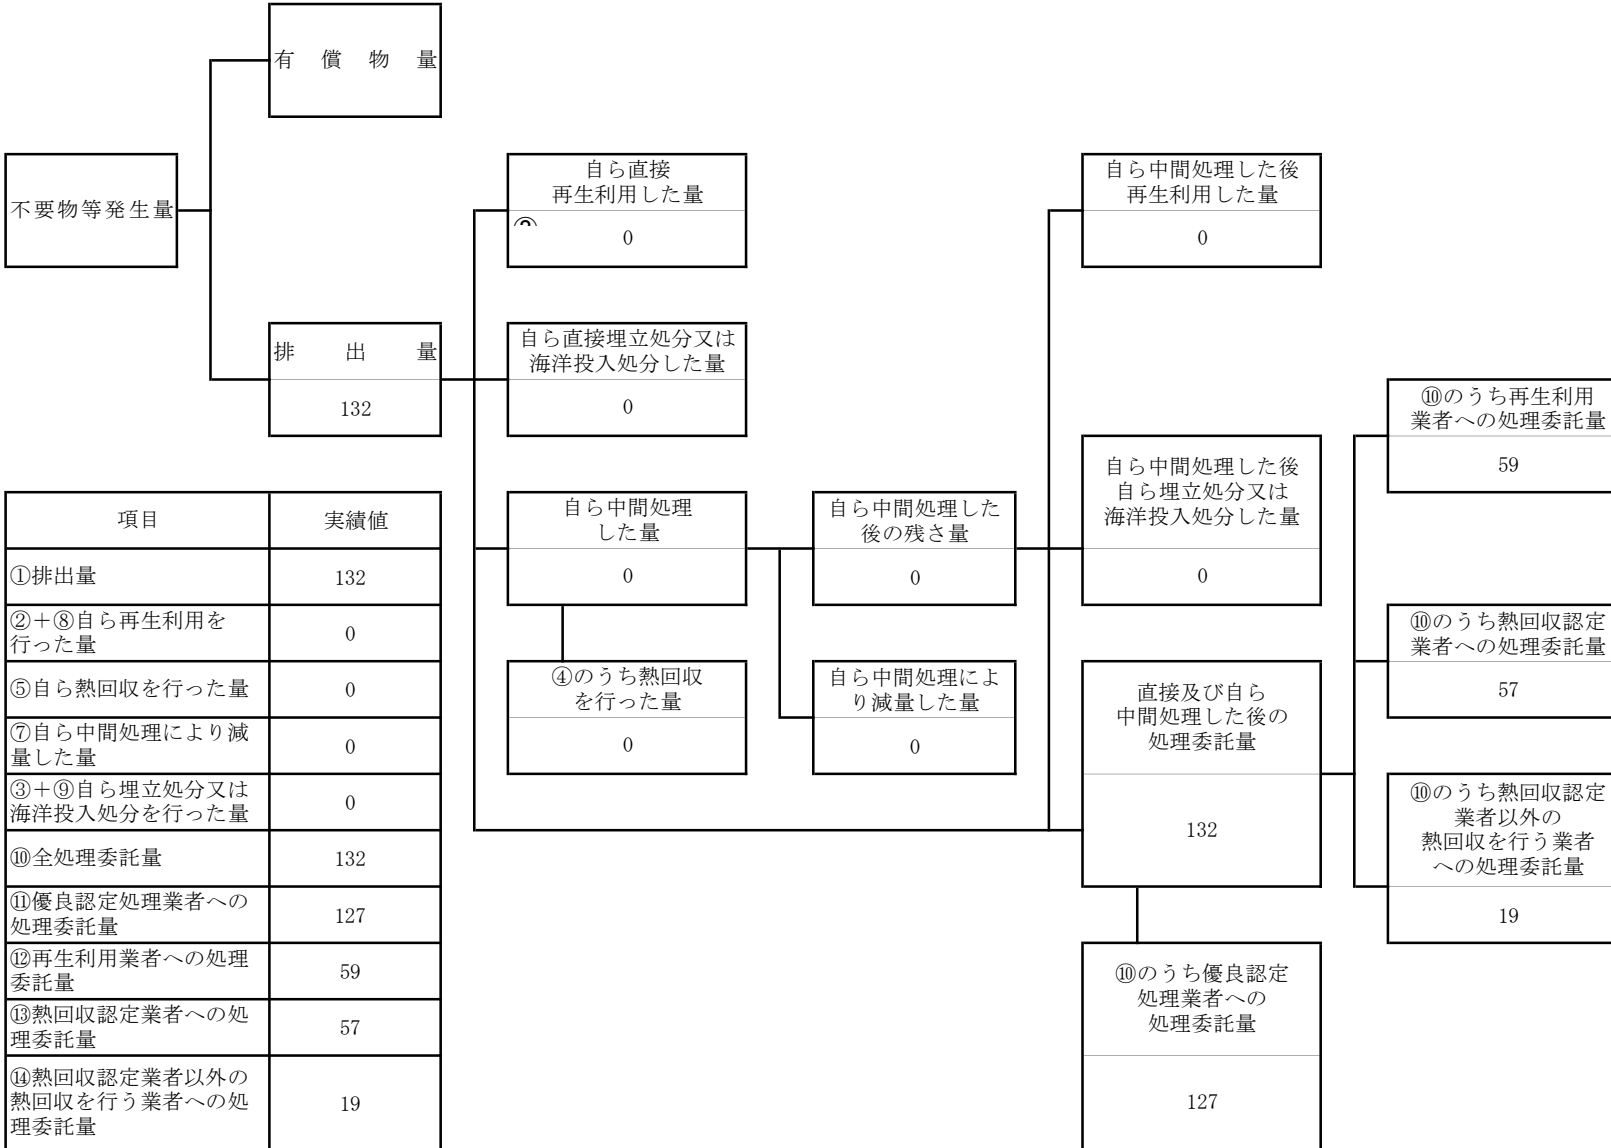 有償物量
不要物等発生量
排出量
132
自ら直接
再生利用した量
0
自ら直接埋立処分又は
海洋投入処分した量
0
自ら中間処理
した量
0
④のうち熱回収
を行った量
0
自ら中間処理した
後の残さ量
0
自ら中間処理によ
り減量した量
0
自ら中間処理した後
再生利用した量
0
自ら中間処理した後
自ら埋立処分又は
海洋投入処分した量
0
直接及び自ら
中間処理した後の
処理委託量
132
⑩のうち優良認定
処理業者への
処理委託量
127
⑩のうち再生利用
業者への処理委託量
59
⑩のうち熱回収認定
業者への処理委託量
57
⑩のうち熱回収認定
業者以外の
熱回収を行う業者
への処理委託量
19
項目 実績値
①排出量 132
②＋⑧自ら再生利用を
行った量 0
⑤自ら熱回収を行った量 0
⑦自ら中間処理により減
量した量 0
③＋⑨自ら埋立処分又は
海洋投入処分を行った量 0
⑩全処理委託量 132
⑪優良認定処理業者への
処理委託量 127
⑫再生利用業者への処理
委託量 59
⑬熱回収認定業者への処
理委託量 57
⑭熱回収認定業者以外の
熱回収を行う業者への処
理委託量 19